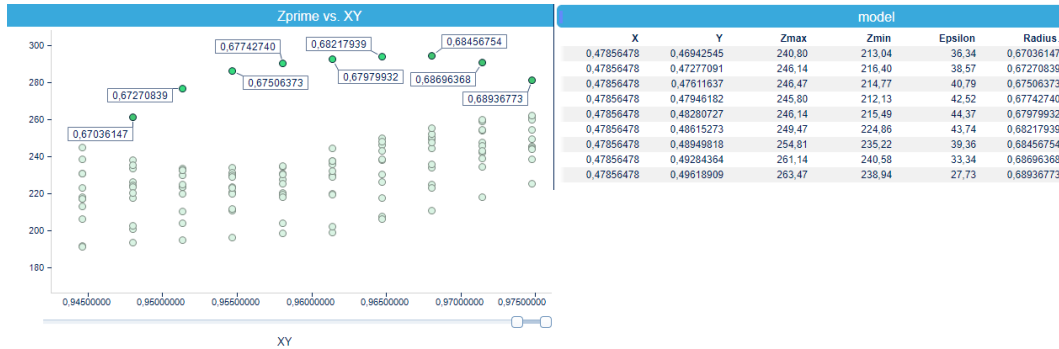 Zprime vs. XY
300
280
260
240
220
200
180
0,67036147
0,67270839
0,67506373
0,67742740
0,67979932
0,68217939
0,68456754
0,68696368
0,68936773
0,94500000 0,95000000 0,95500000 0,96000000 0,96500000 0,97000000 0,97500000
XY
model
X Y Zmax Zmin Epsilon Radius.
0,47856478 0,46942545 240,80 213,04 36,34 0,67036147
0,47856478 0,47277091 246,14 216,40 38,57 0,67270839
0,47856478 0,47611637 246,47 214,77 40,79 0,67506373
0,47856478 0,47946182 245,80 212,13 42,52 0,67742740
0,47856478 0,48280727 246,14 215,49 44,37 0,67979932
0,47856478 0,48615273 249,47 224,86 43,74 0,68217939
0,47856478 0,48949818 254,81 235,22 39,36 0,68456754
0,47856478 0,49284364 261,14 240,58 33,34 0,68696368
0,47856478 0,49618909 263,47 238,94 27,73 0,68936773